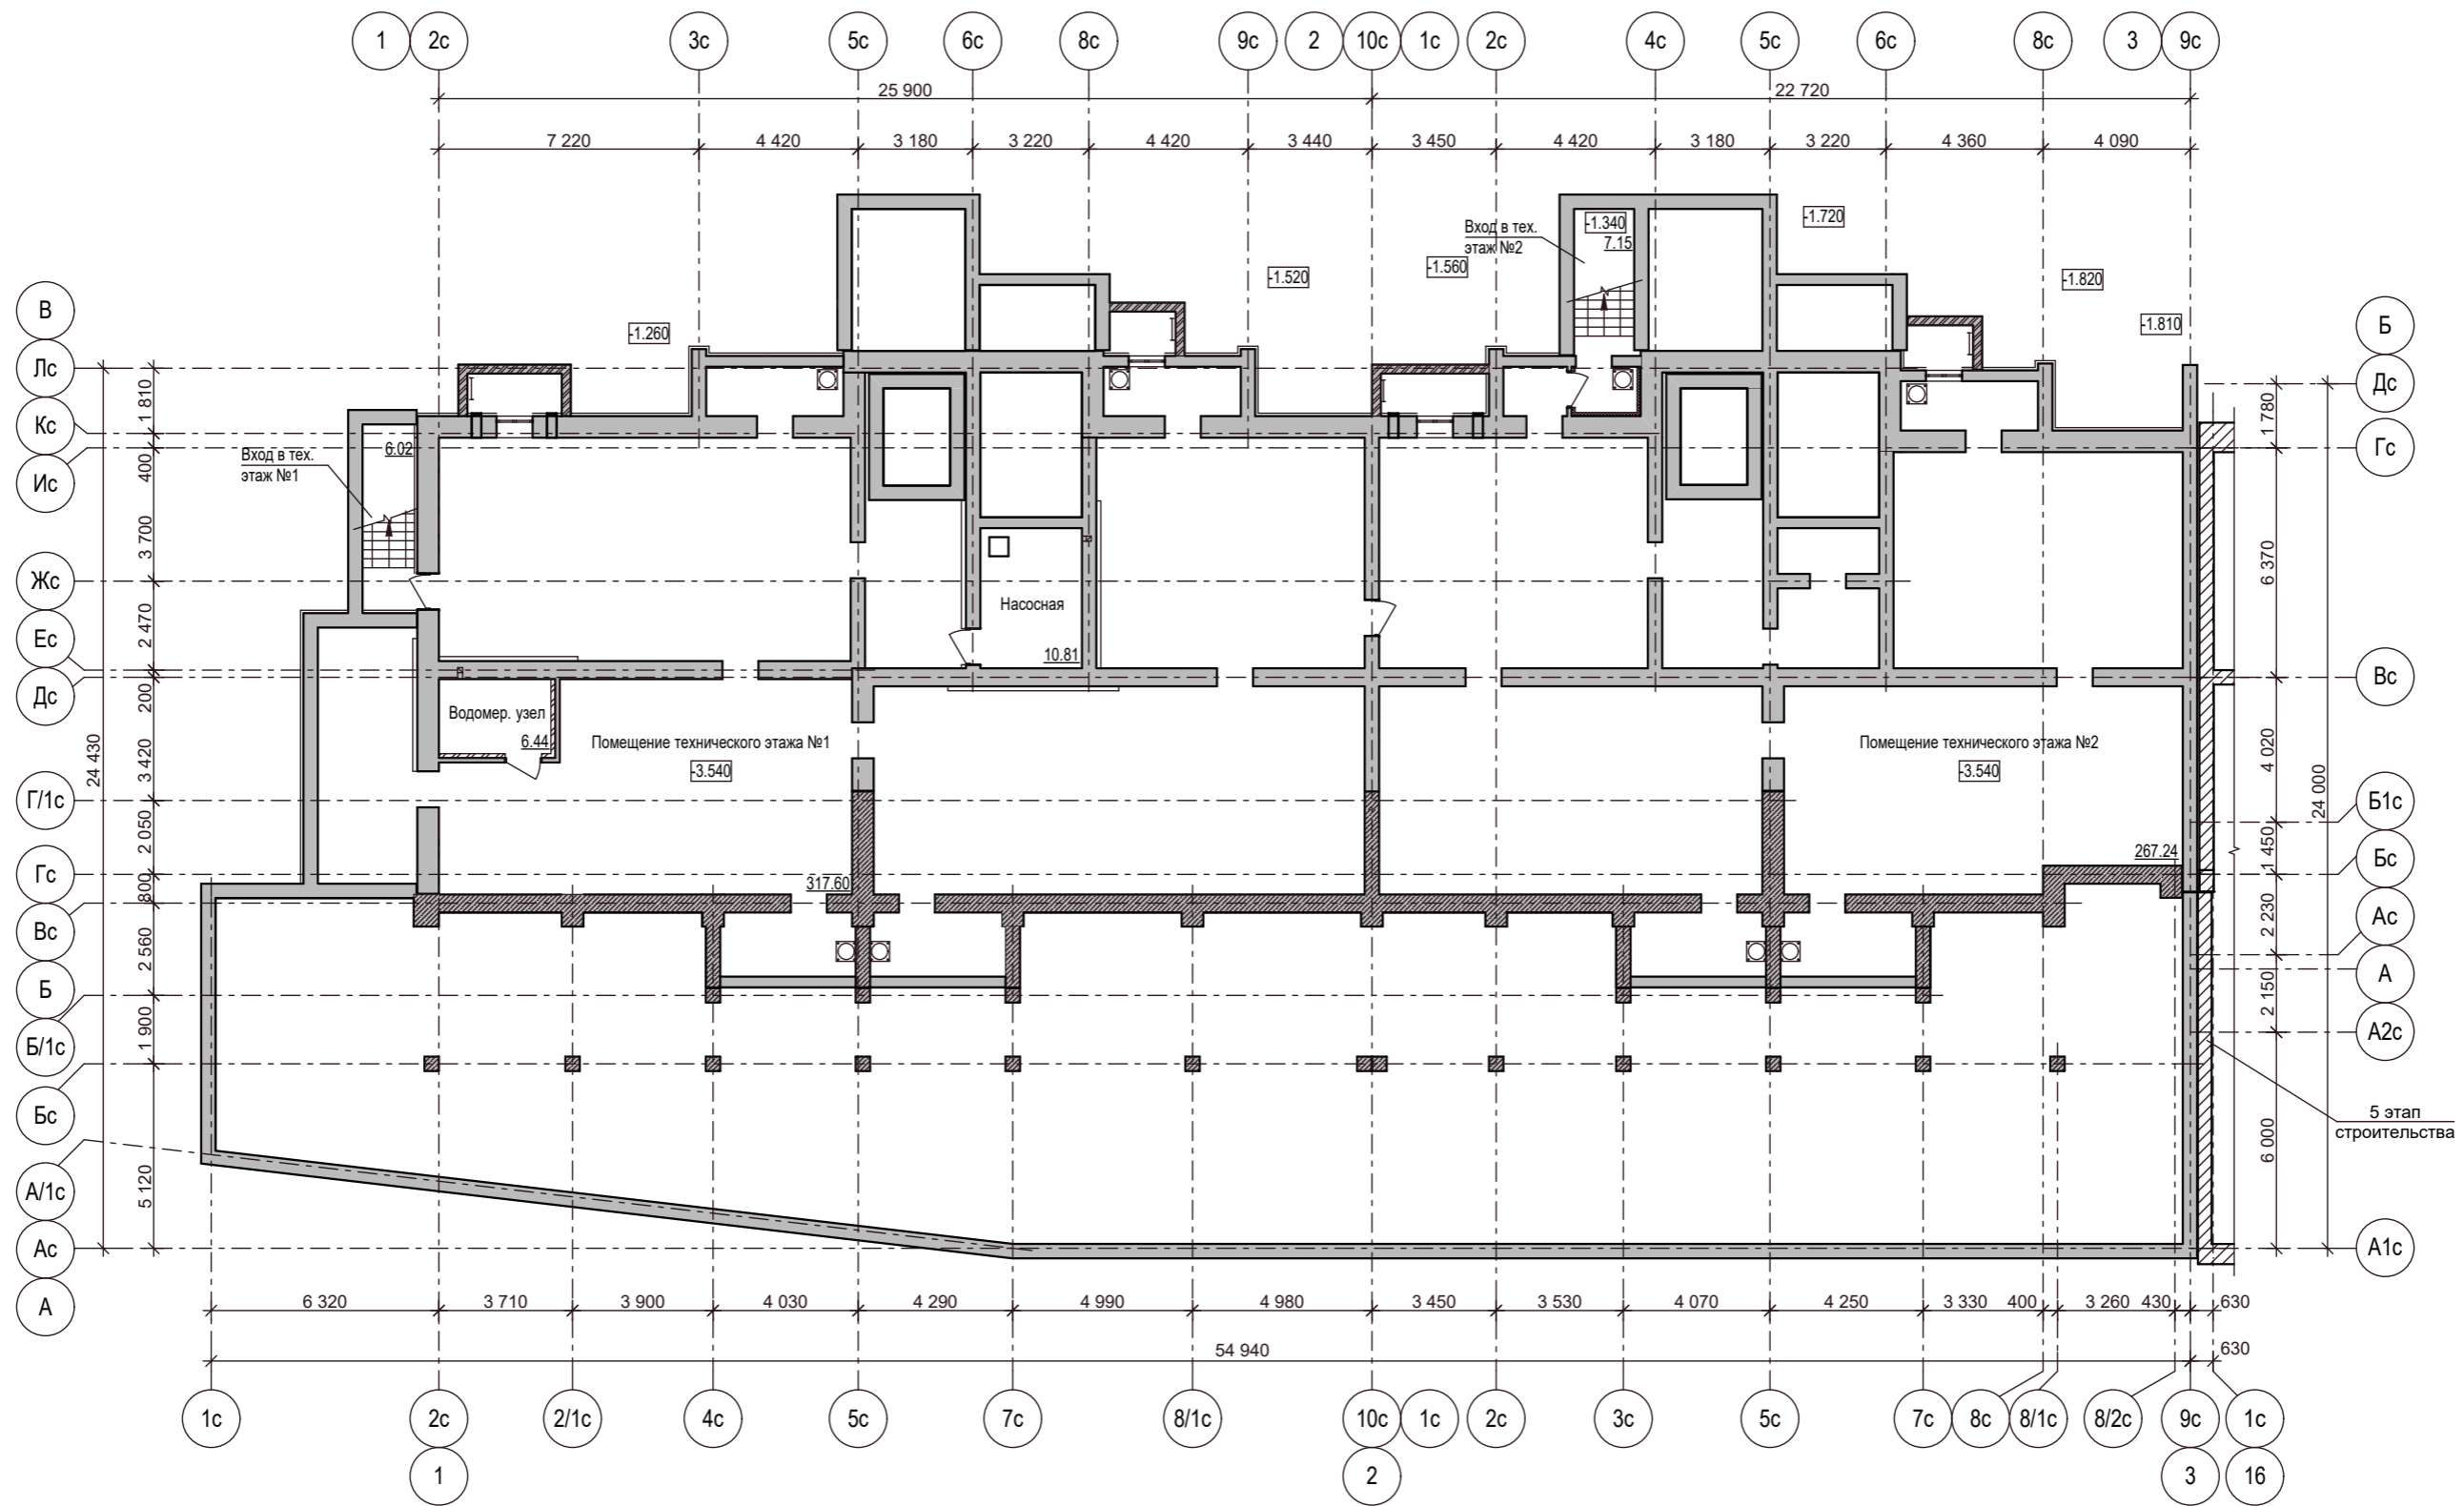 1 2с 3с 5с 6с 8с 9с 2 10с 1с 2с 4с 5с 6с 8с 3 9с
25 900 22 720
7 220 4 420 3 180 3 220 4 420 3 440 3 450 4 420 3 180 3 220 4 360 4 090
-1.340 -1.720
Вход в тех.
этаж №2
7.15
-1.520 -1.560 -1.820
-1.260 -1.810
В
Лс
Кс
Ис
Жс
Ес
Дс
Г/1с
Гс
Вс
Б
Б/1с
Бс
А/1с
Ас
А
24 430
1 810
400
3 700
2 470
200
3 420
2 050
800
2 560
1 900
5 120
Вход в тех.
этаж №1
6.02
Насосная
10.81
Водомер. узел
6.44
Помещение технического этажа №1
-3.540
317.60
Помещение технического этажа №2
-3.540
267.24
1 780
6 370
4 020
1 450
2 230
2 150
6 000
24 000
Б
Дс
Гс
Вс
Б1с
Бс
Ас
А
А2с
А1с
5 этап
строительства
6 320 3 710 3 900 4 030 4 290 4 990 4 980 3 450 3 530 4 070 4 250 3 330 400 3 260 430 630
54 940 630
1с 2с 2/1с 4с 5с 7с 8/1с 10с 1с 2с 3с 5с 7с 8с 8/1с 8/2с 9с 1с
1 2 3 16